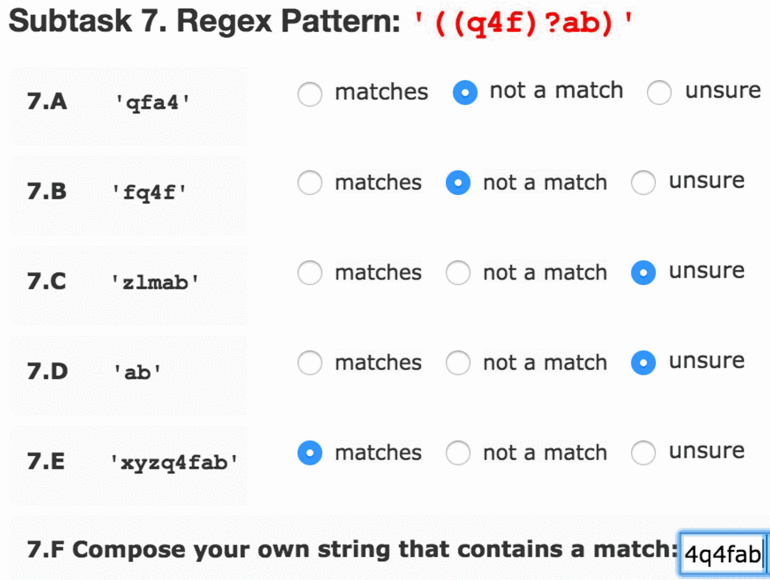 Subtask 7. Regex Pattern: '((q4f)?ab)'
7.A 'qfa4' matches not a match unsure
7.B 'fq4f' matches not a match unsure
7.C 'zlmab' matches not a match unsure
7.D 'ab' matches not a match unsure
7.E 'xyzq4fab' matches not a match unsure
7.F Compose your own string that contains a match: 4q4fab